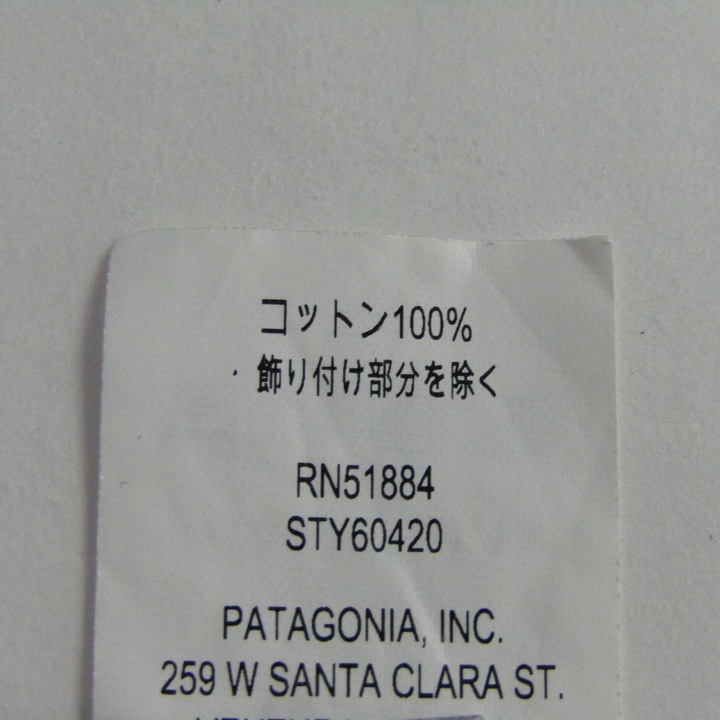 コットン100%
・飾り付け部分を除く
RN51884
STY60420
PATAGONIA, INC.
259 W SANTA CLARA ST.